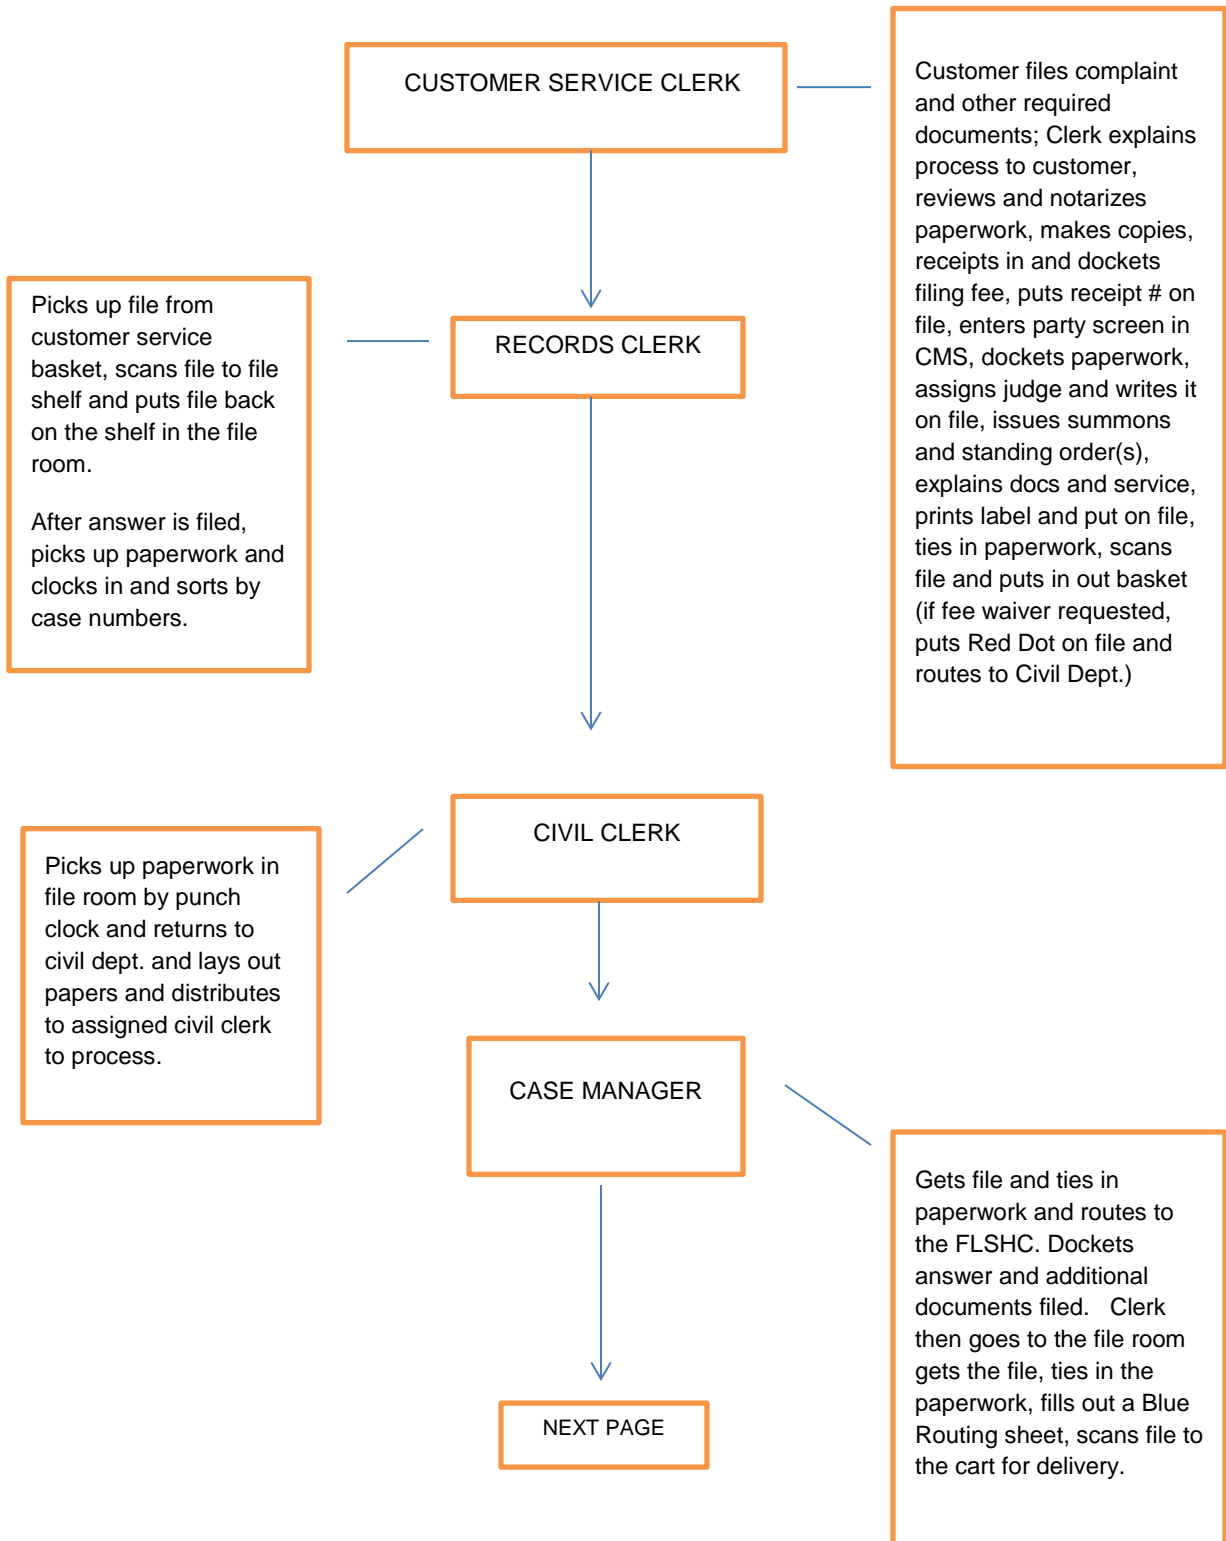 CUSTOMER SERVICE CLERK
Customer files complaint
and other required
documents; Clerk explains
process to customer,
reviews and notarizes
paperwork, makes copies,
receipts in and dockets
filing fee, puts receipt # on
file, enters party screen in
CMS, dockets paperwork,
assigns judge and writes it
on file, issues summons
and standing order(s),
explains docs and service,
prints label and put on file,
ties in paperwork, scans
file and puts in out basket
(if fee waiver requested,
puts Red Dot on file and
routes to Civil Dept.)
RECORDS CLERK
Picks up file from
customer service
basket, scans file to file
shelf and puts file back
on the shelf in the file
room.
After answer is filed,
picks up paperwork and
clocks in and sorts by
case numbers.
CIVIL CLERK
Picks up paperwork in
file room by punch
clock and returns to
civil dept. and lays out
papers and distributes
to assigned civil clerk
to process.
CASE MANAGER
Gets file and ties in
paperwork and routes to
the FLSHC. Dockets
answer and additional
documents filed.   Clerk
then goes to the file room
gets the file, ties in the
paperwork, fills out a Blue
Routing sheet, scans file to
the cart for delivery.
NEXT PAGE